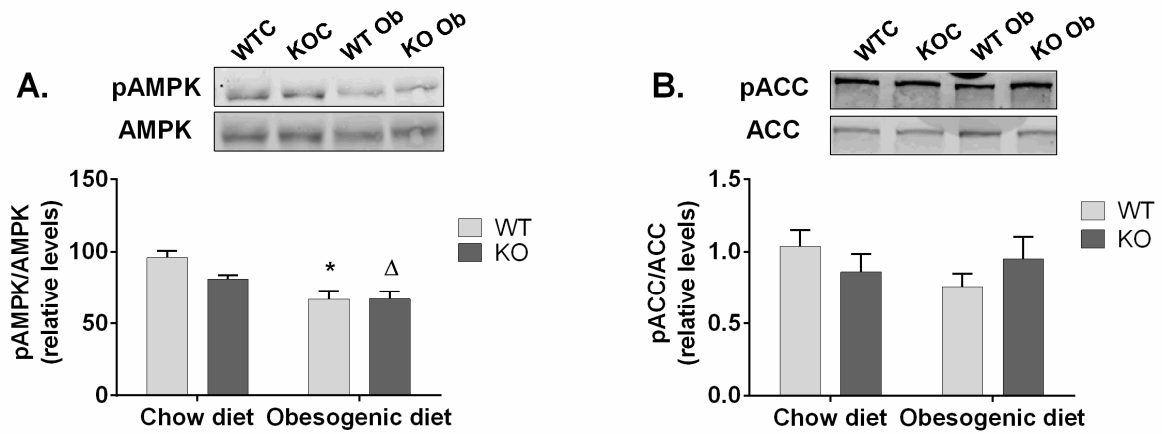 WTC KOC WT Ob KO Ob
A.
pAMPK
AMPK
150
100
50
0
pAMPK/AMPK
(relative levels)
* Δ
WT
KO
Chow diet Obesogenic diet
WTC KOC WT Ob KO Ob
B.
pACC
ACC
1.5
1.0
0.5
0.0
pACC/ACC
(relative levels)
WT
KO
Chow diet Obesogenic diet